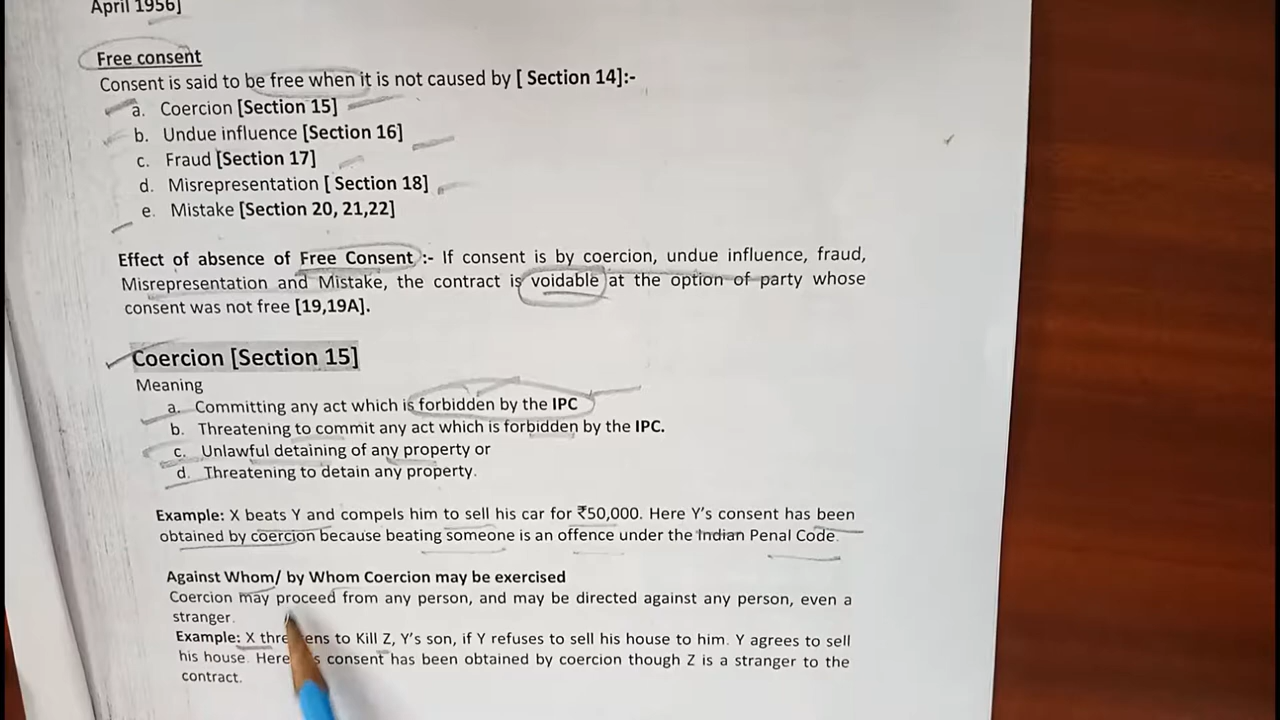 April 1956]
Free consent
Consent is said to be free when it is not caused by [ Section 14]:-
a. Coercion [Section 15]
b. Undue influence [Section 16]
c. Fraud [Section 17]
d. Misrepresentation [ Section 18]
e. Mistake [Section 20, 21,22]
Effect of absence of Free Consent :- If consent is by coercion, undue influence, fraud,
Misrepresentation and Mistake, the contract is voidable at the option of party whose
consent was not free [19,19A].
Coercion [Section 15]
Meaning
a. Committing any act which is forbidden by the IPC
b. Threatening to commit any act which is forbidden by the IPC.
c. Unlawful detaining of any property or
d. Threatening to detain any property.
Example: X beats Y and compels him to sell his car for ₹50,000. Here Y's consent has been
obtained by coercion because beating someone is an offence under the Indian Penal Code.
Against Whom/ by Whom Coercion may be exercised
Coercion may proceed from any person, and may be directed against any person, even a
stranger.
Example: X to Kill Z, Y's son, if Y refuses to sell his house to him. Y agrees to sell
his house. Here consent has been obtained by coercion though Z is a stranger to the
contract.